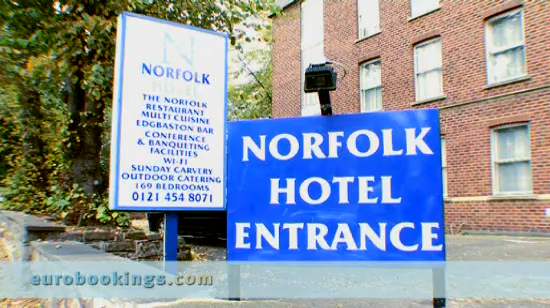 N
NORFOLK
HOTEL
THE NORFOLK
RESTAURANT
MULTI CUISINE
EDGBASTON BAR
CONFERENCE
& BANQUETING
FACILITIES
WI-FI
SUNDAY CARVERY
OUTDOOR CATERING
169 BEDROOMS
0121 454 8071
NORFOLK
HOTEL
ENTRANCE
eurobookings.com